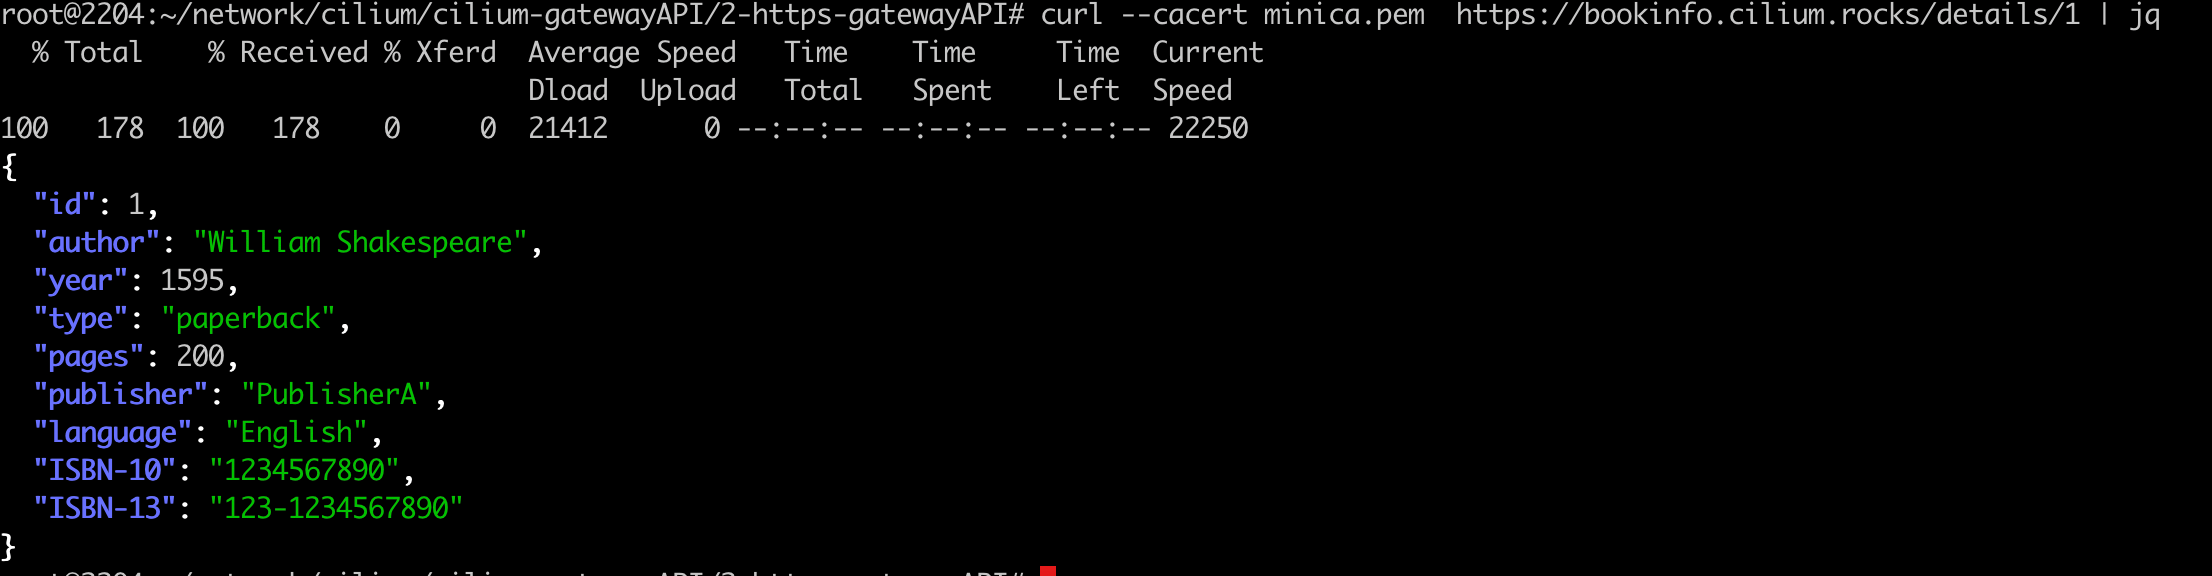 root@2204:~/network/cilium/cilium-gatewayAPI/2-https-gatewayAPI# curl --cacert minica.pem  https://bookinfo.cilium.rocks/details/1 | jq
  % Total    % Received % Xferd  Average Speed   Time    Time     Time  Current
                                 Dload  Upload   Total   Spent    Left  Speed
100   178  100   178    0     0  21412      0 --:--:-- --:--:-- --:--:-- 22250
{
  "id": 1,
  "author": "William Shakespeare",
  "year": 1595,
  "type": "paperback",
  "pages": 200,
  "publisher": "PublisherA",
  "language": "English",
  "ISBN-10": "1234567890",
  "ISBN-13": "123-1234567890"
}